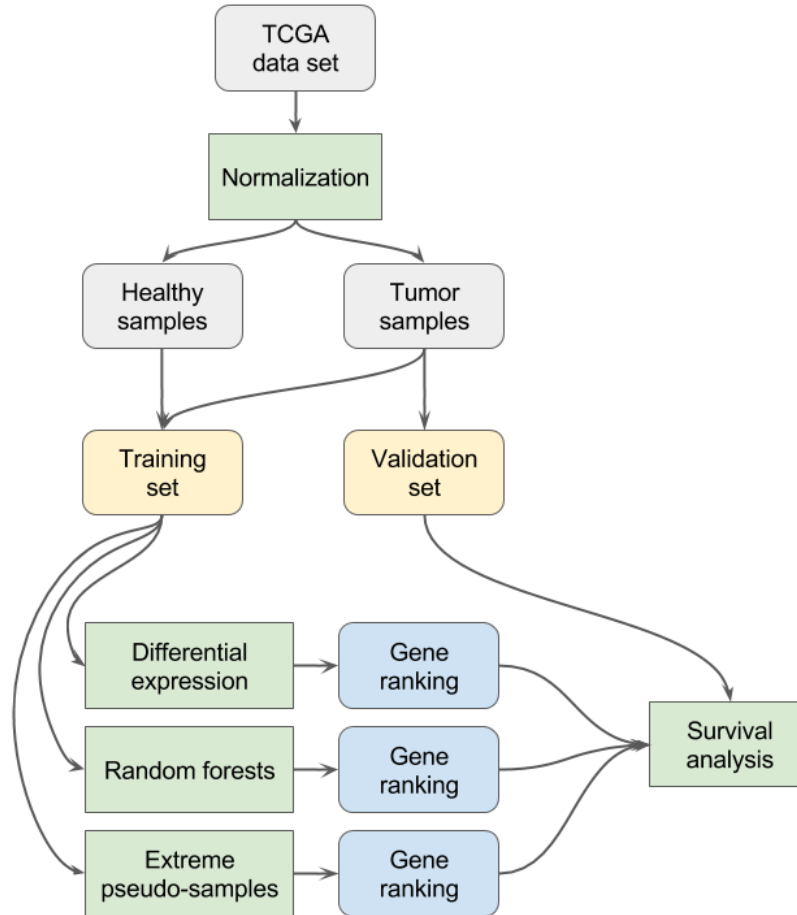 TCGA
data set
Normalization
Healthy
samples
Tumor
samples
Training
set
Validation
set
Differential
expression
Gene
ranking
Random forests
Gene
ranking
Extreme
pseudo-samples
Gene
ranking
Survival
analysis